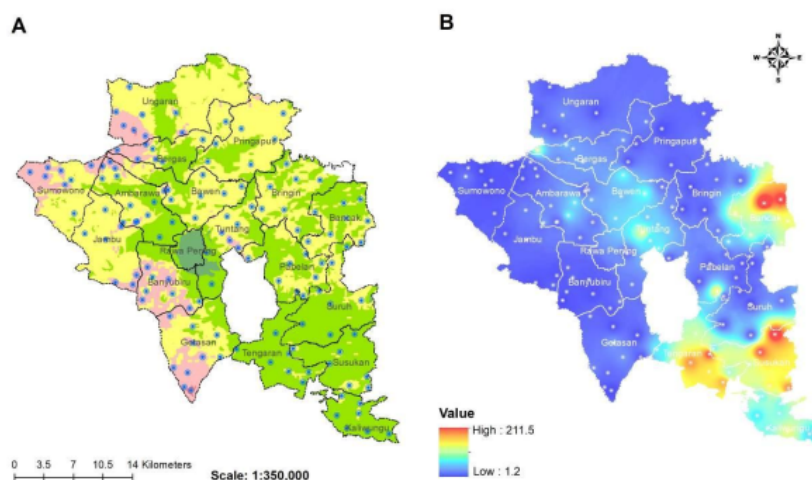 A
Ungaran
Pringapus
Bergas
Sumowono
Ambarawa
Bawen
Bringin
Bancak
Jambu
Tuntang
Rawa Pening
Pabelan
Banyubiru
Suruh
Getasan
Tengaran
Susukan
Kaliwungu
0 3.5 7 10.5 14 Kilometers
Scale: 1:350.000
B
N
W E
S
Ungaran
Pringapus
Bergas
Sumowono
Ambarawa
Bawen
Bringin
Jambu
Tuntang
Rawa Pening
Pabelan
Banyubiru
Suruh
Getasan
Value
High : 211.5
Low : 1.2